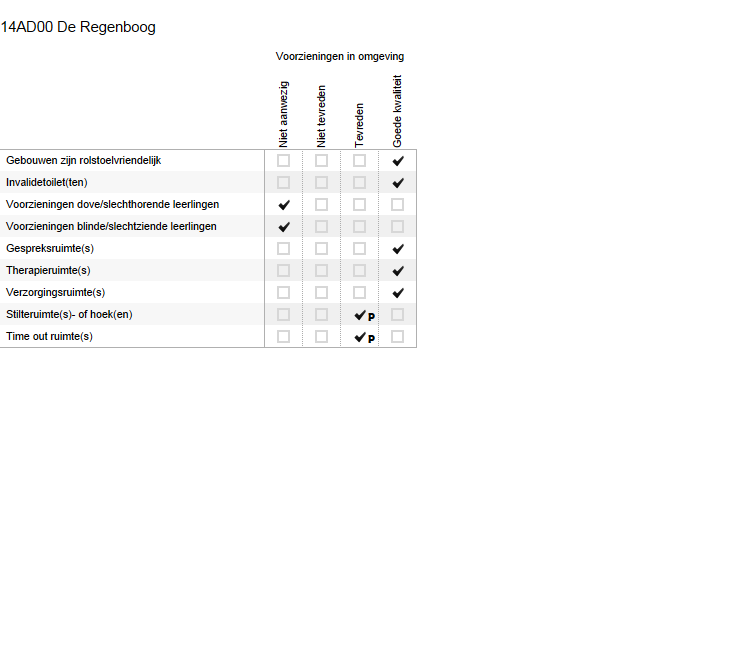 14AD00 De Regenboog
Voorzieningen in omgeving
Niet aanwezig
Niet tevreden
Tevreden
Goede kwaliteit
Gebouwen zijn rolstoelvriendelijk
Invalidetoilet(ten)
Voorzieningen dove/slechthorende leerlingen
Voorzieningen blinde/slechtziende leerlingen
Gespreksruimte(s)
Therapieruimte(s)
Verzorgingsruimte(s)
Stilteruimte(s)- of hoek(en) p
Time out ruimte(s) p